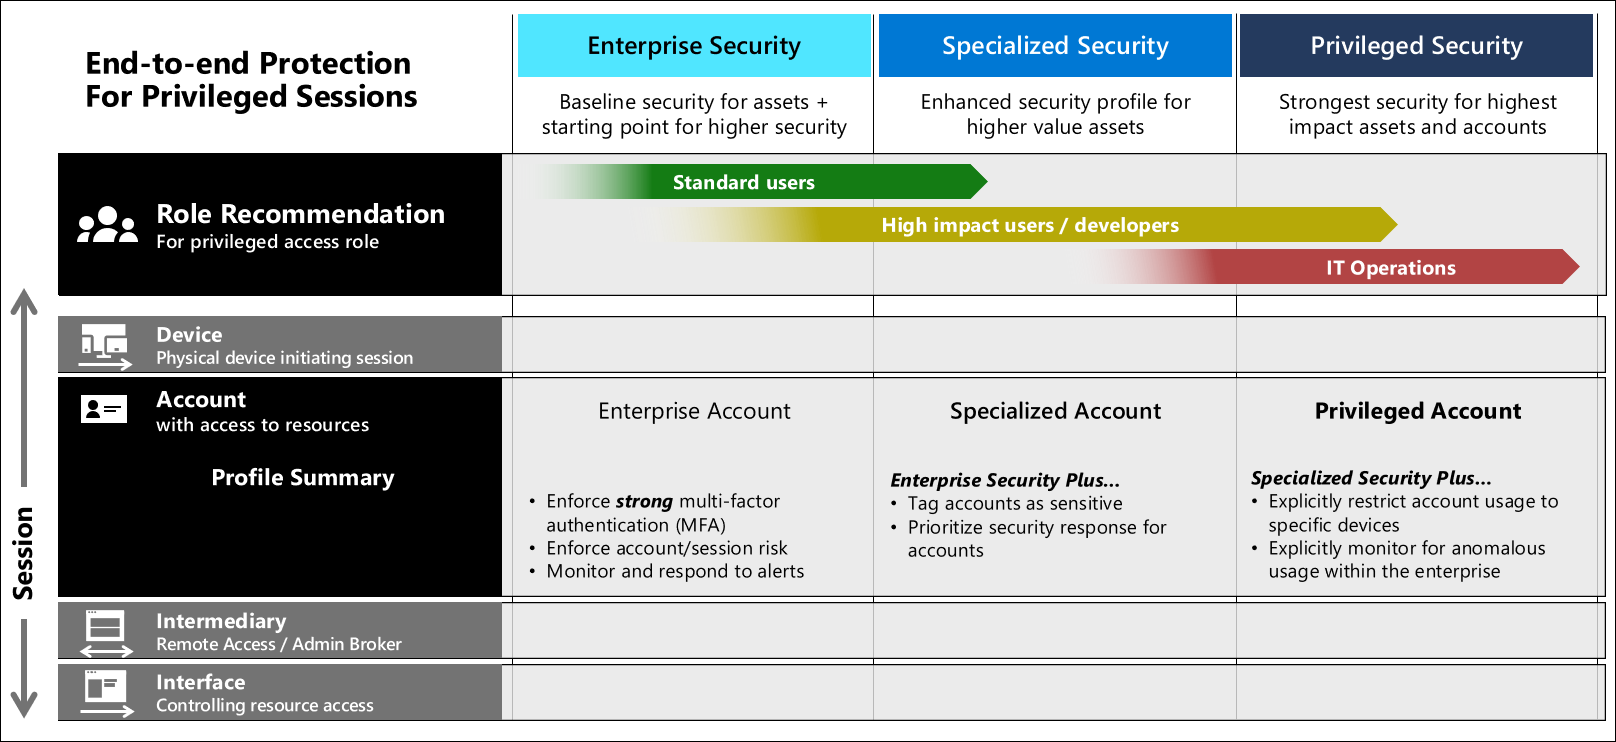 End-to-end Protection
For Privileged Sessions
Enterprise Security
Baseline security for assets +
starting point for higher security
Specialized Security
Enhanced security profile for
higher value assets
Privileged Security
Strongest security for highest
impact assets and accounts
Role Recommendation
For privileged access role
Standard users
High impact users / developers
IT Operations
Session
Device
Physical device initiating session
Account
with access to resources
Profile Summary
Enterprise Account
• Enforce strong multi-factor
authentication (MFA)
• Enforce account/session risk
• Monitor and respond to alerts
Specialized Account
Enterprise Security Plus...
• Tag accounts as sensitive
• Prioritize security response for
accounts
Privileged Account
Specialized Security Plus...
• Explicitly restrict account usage to
specific devices
• Explicitly monitor for anomalous
usage within the enterprise
Intermediary
Remote Access / Admin Broker
Interface
Controlling resource access